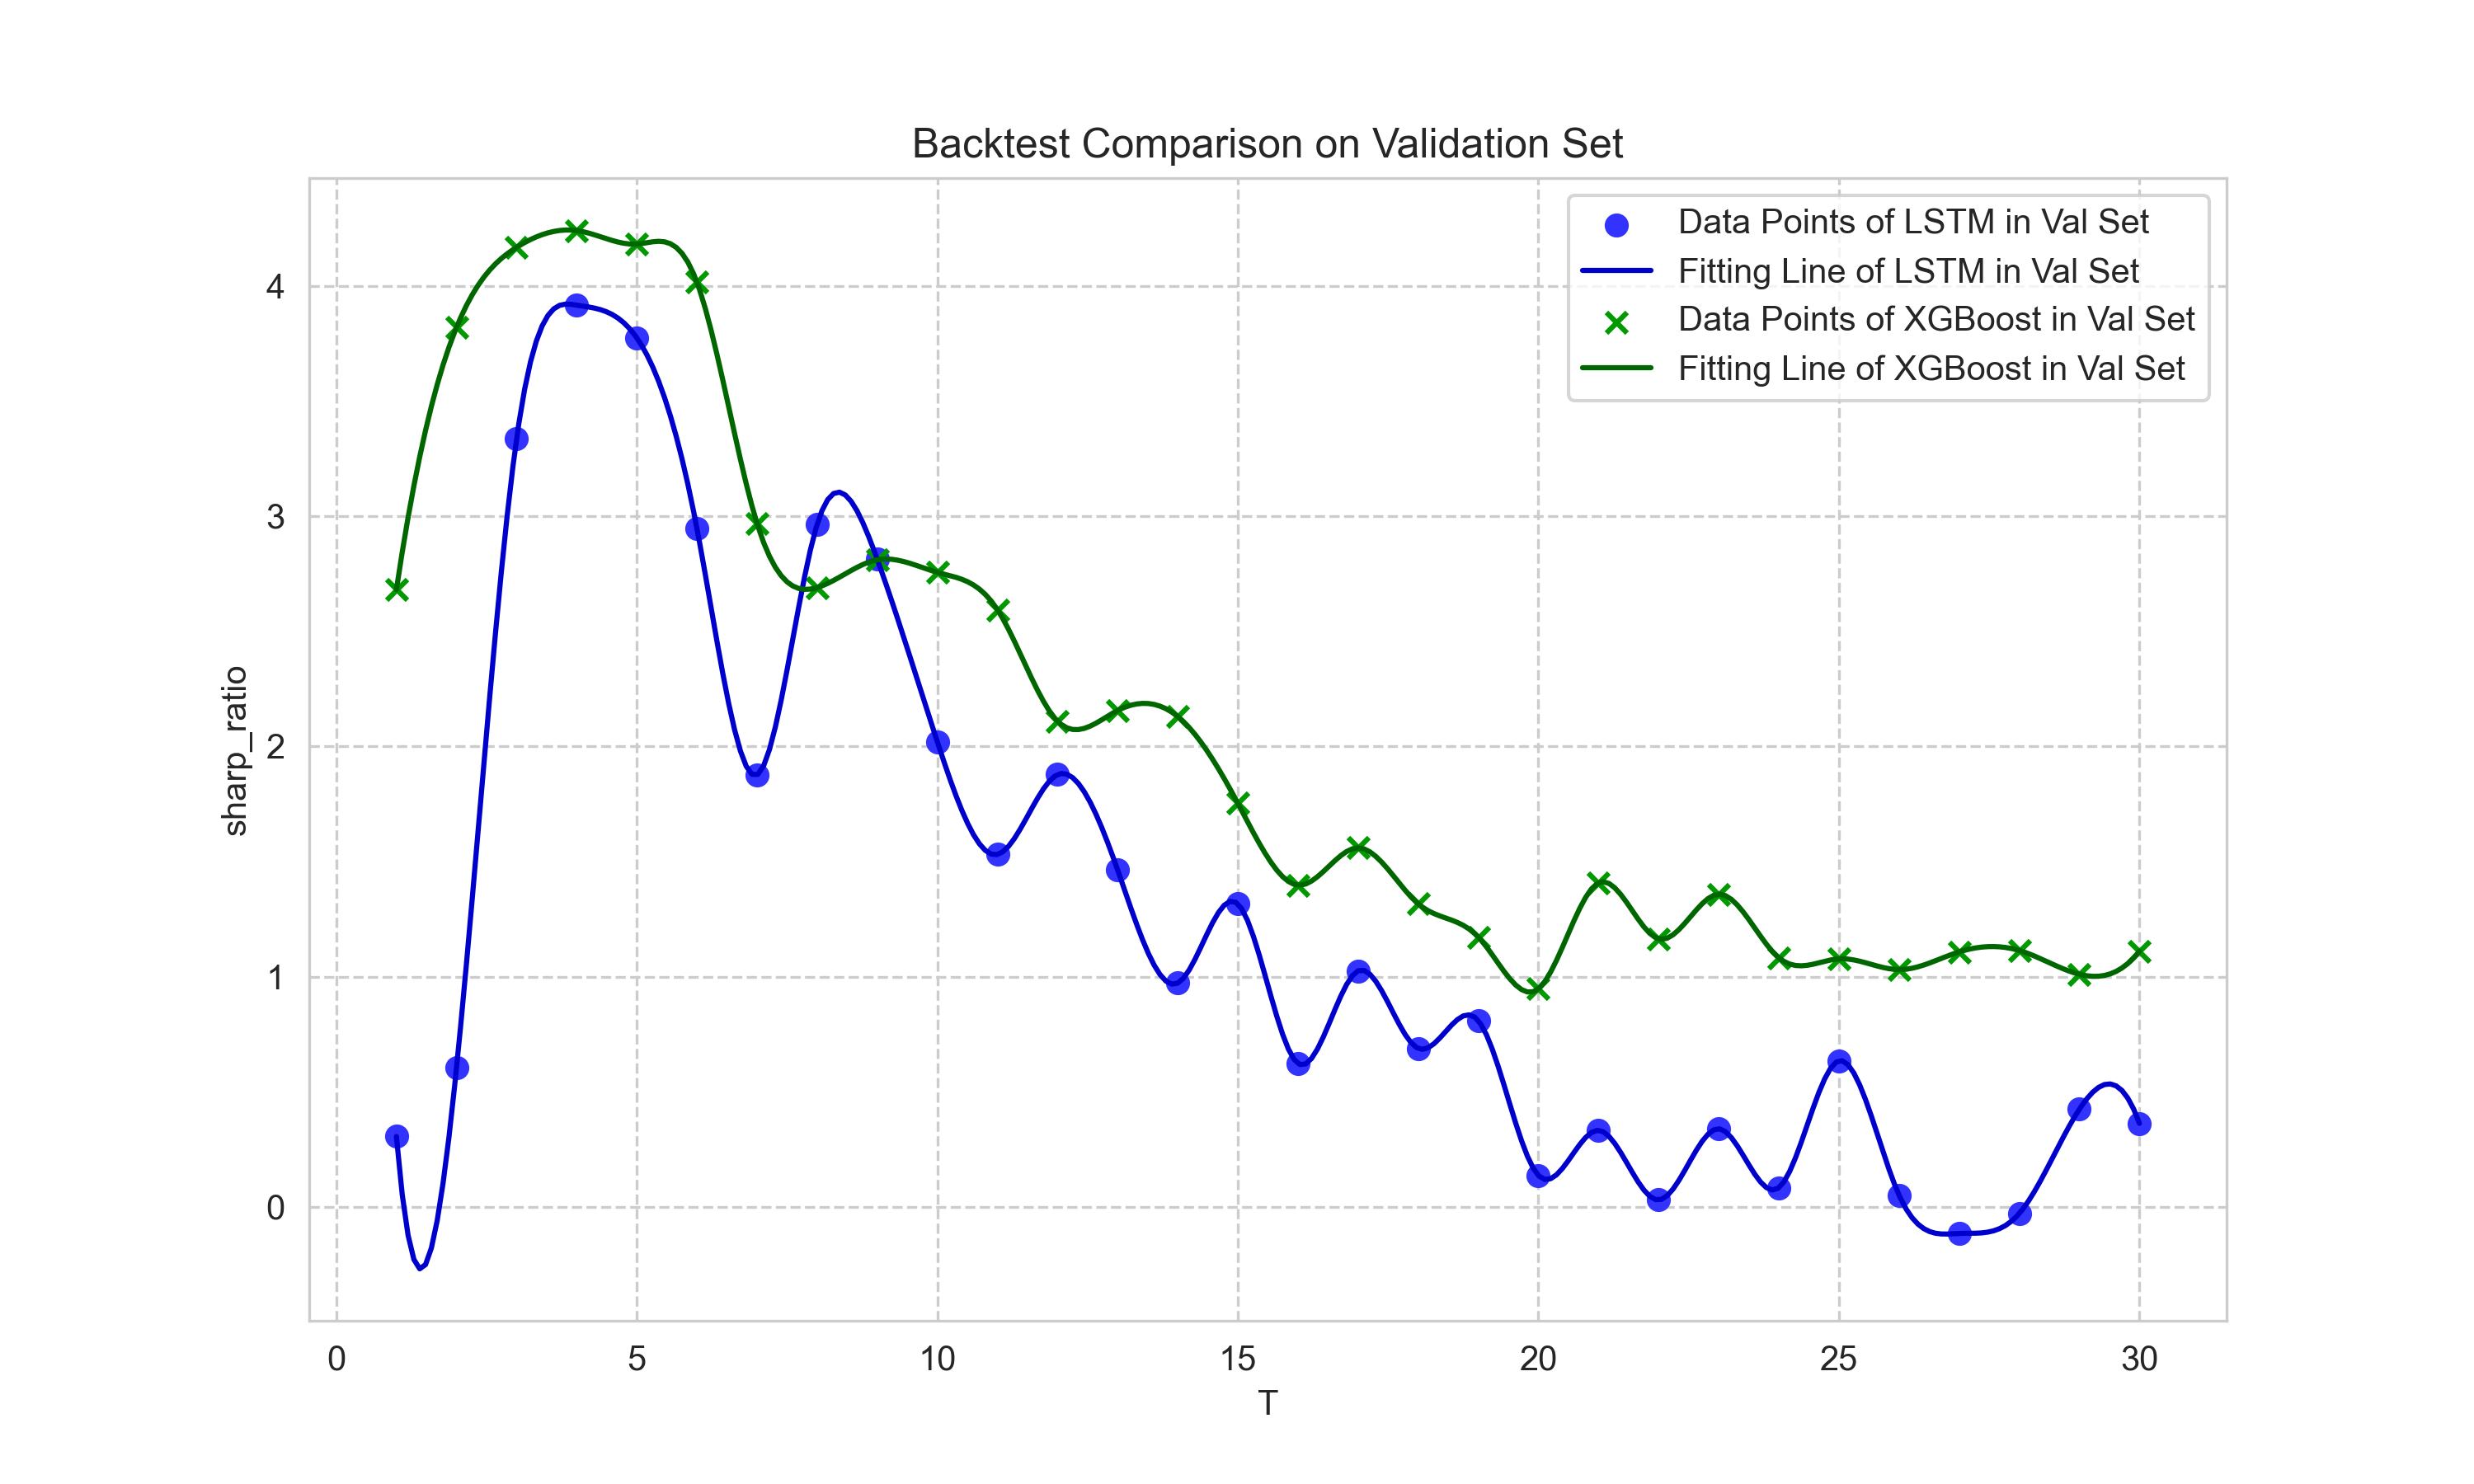 Backtest Comparison on Validation Set
Data Points of LSTM in Val Set
Fitting Line of LSTM in Val Set
Data Points of XGBoost in Val Set
Fitting Line of XGBoost in Val Set
sharp_ratio
4
3
2
1
0
0 5 10 15 20 25 30
T